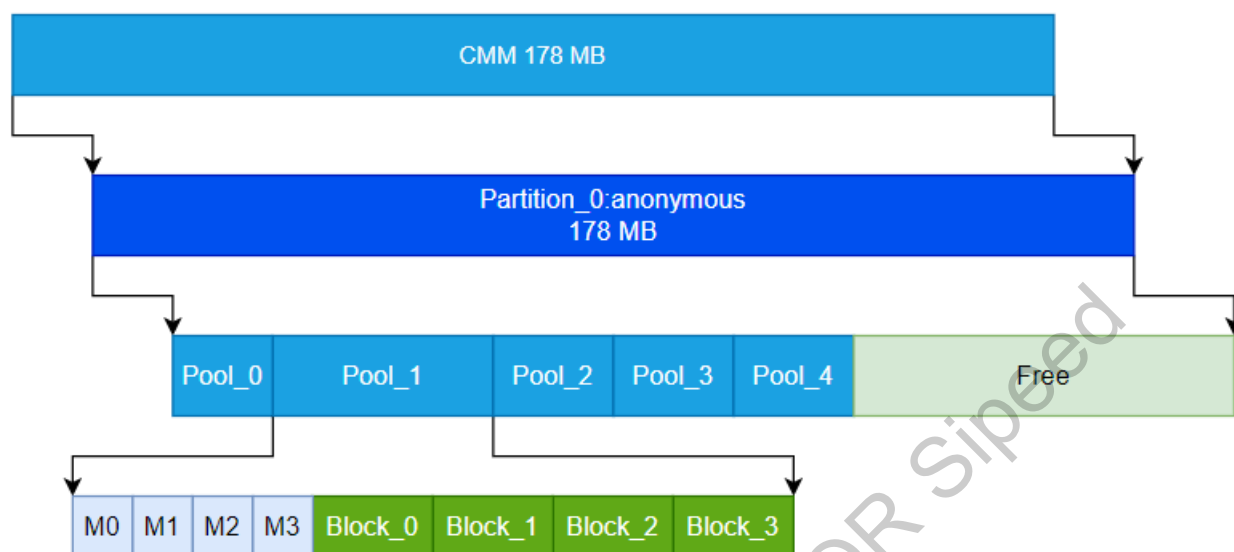 CMM 178 MB
Partition_0:anonymous
178 MB
Pool_0 Pool_1 Pool_2 Pool_3 Pool_4 Free
M0 M1 M2 M3 Block_0 Block_1 Block_2 Block_3
OR Sipeed